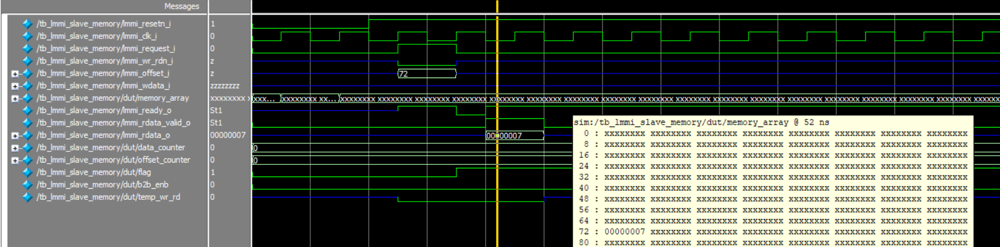 Messages
/tb_lmmi_slave_memory/lmmi_resetn_i 1
/tb_lmmi_slave_memory/lmmi_clk_i 0
/tb_lmmi_slave_memory/lmmi_request_i 0
/tb_lmmi_slave_memory/lmmi_wr_rdn_i z
/tb_lmmi_slave_memory/lmmi_offset_i z 72
/tb_lmmi_slave_memory/lmmi_wdata_i zzzzzzzz
/tb_lmmi_slave_memory/dut/memory_array xxxxxxxx x xxx... xxxxxxxx xx... xxxxxxxx xxxxxxxx xxxxxxxx xxxxxxxx xxxxxxxx xxxxxxxx xxxxxxxx xxxxxxxx xxxxxxxx xxxxxxxx xxxxxxxx xxxxxxxx xxxxxxxx xxxxxxxx xxxxxxxx xxxxxx
/tb_lmmi_slave_memory/lmmi_ready_o St1
/tb_lmmi_slave_memory/lmmi_rdata_valid_o St1
/tb_lmmi_slave_memory/lmmi_rdata_o 00000007 00000007
/tb_lmmi_slave_memory/dut/data_counter 0 0
/tb_lmmi_slave_memory/dut/offset_counter 0 0
/tb_lmmi_slave_memory/dut/flag 1
/tb_lmmi_slave_memory/dut/b2b_enb 0
/tb_lmmi_slave_memory/dut/temp_wr_rd 0
sim:/tb_lmmi_slave_memory/dut/memory_array @ 52 ns
0 : xxxxxxxx xxxxxxxx xxxxxxxx xxxxxxxx xxxxxxxx xxxxxxxx xxxxxxxx xxxxxxxx
8 : xxxxxxxx xxxxxxxx xxxxxxxx xxxxxxxx xxxxxxxx xxxxxxxx xxxxxxxx xxxxxxxx
16 : xxxxxxxx xxxxxxxx xxxxxxxx xxxxxxxx xxxxxxxx xxxxxxxx xxxxxxxx xxxxxxxx
24 : xxxxxxxx xxxxxxxx xxxxxxxx xxxxxxxx xxxxxxxx xxxxxxxx xxxxxxxx xxxxxxxx
32 : xxxxxxxx xxxxxxxx xxxxxxxx xxxxxxxx xxxxxxxx xxxxxxxx xxxxxxxx xxxxxxxx
40 : xxxxxxxx xxxxxxxx xxxxxxxx xxxxxxxx xxxxxxxx xxxxxxxx xxxxxxxx xxxxxxxx
48 : xxxxxxxx xxxxxxxx xxxxxxxx xxxxxxxx xxxxxxxx xxxxxxxx xxxxxxxx xxxxxxxx
56 : xxxxxxxx xxxxxxxx xxxxxxxx xxxxxxxx xxxxxxxx xxxxxxxx xxxxxxxx xxxxxxxx
64 : xxxxxxxx xxxxxxxx xxxxxxxx xxxxxxxx xxxxxxxx xxxxxxxx xxxxxxxx xxxxxxxx
72 : 00000007 xxxxxxxx xxxxxxxx xxxxxxxx xxxxxxxx xxxxxxxx xxxxxxxx xxxxxxxx
80 : xxxxxxxx xxxxxxxx xxxxxxxx xxxxxxxx xxxxxxxx xxxxxxxx xxxxxxxx xxxxxxxx